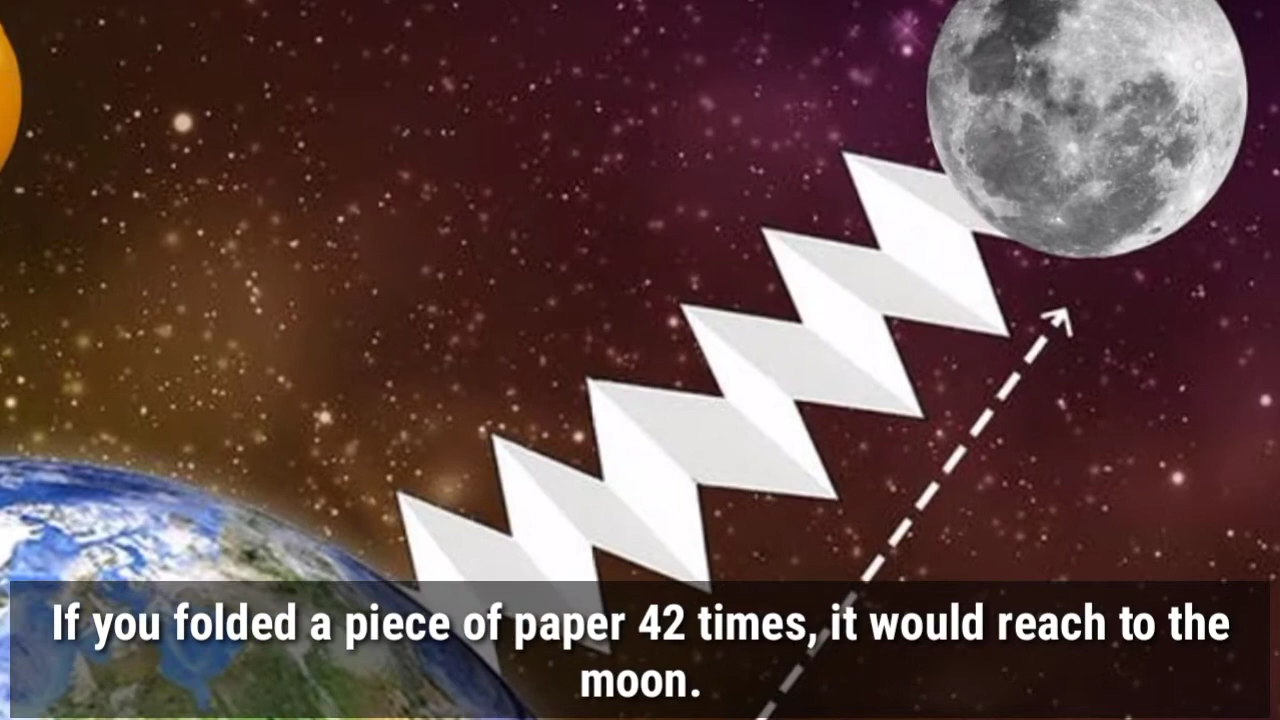 If you folded a piece of paper 42 times, it would reach to the
moon.